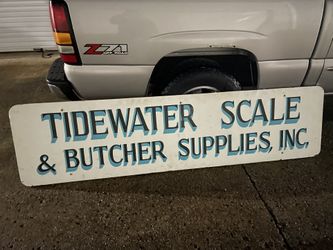 Z71
TIDEWATER SCALE
& BUTCHER SUPPLIES, INC.